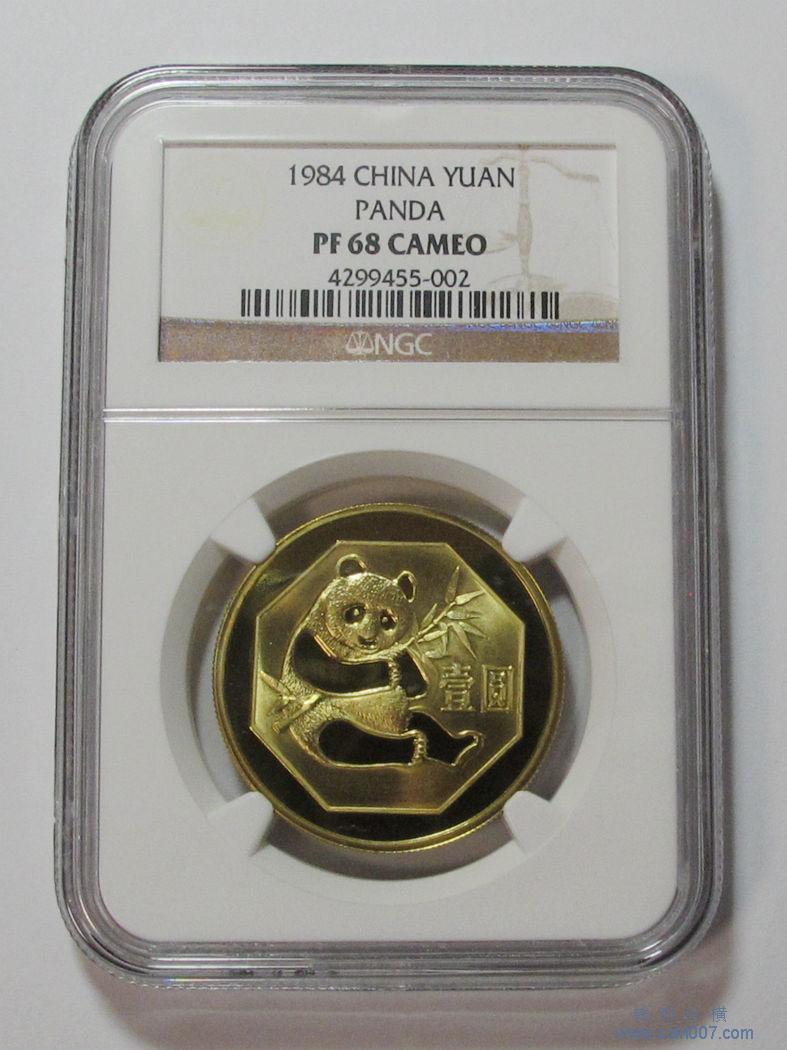 1984 CHINA YUAN
PANDA
PF 68 CAMEO
4299455-002
NGC
壹圆